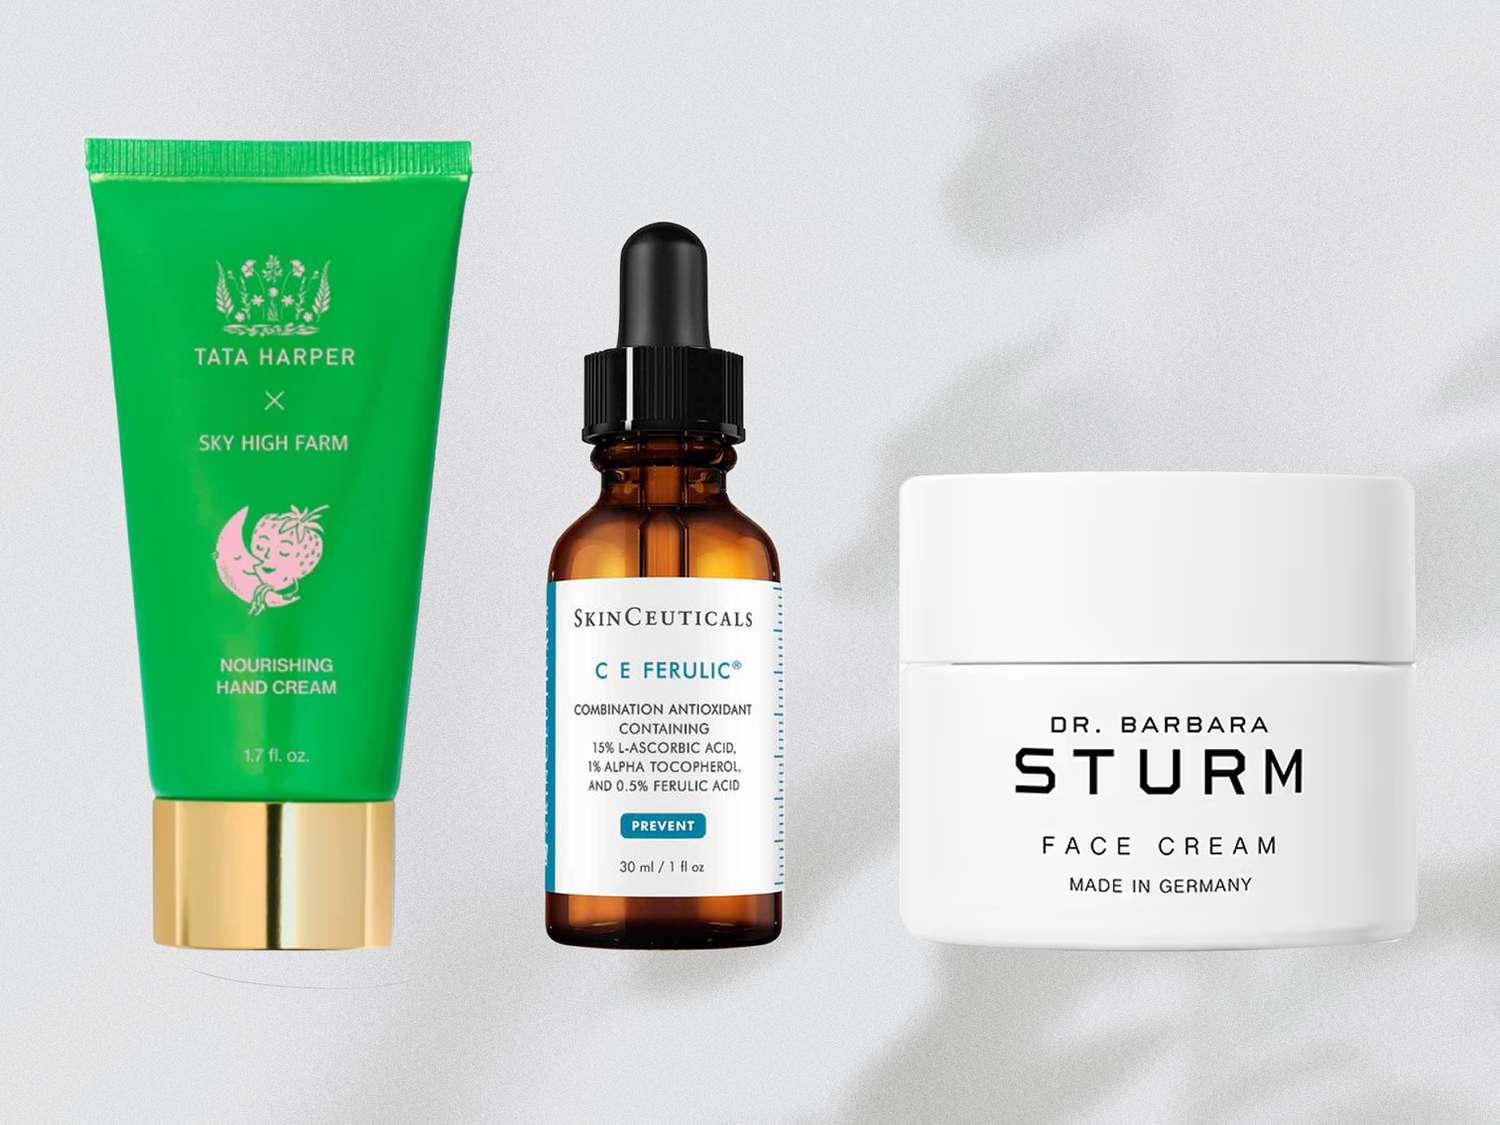 TATA HARPER
×
SKY HIGH FARM
NOURISHING
HAND CREAM
1.7 fl. oz.
SKINCEUTICALS
C E FERULIC®
COMBINATION ANTIOXIDANT
CONTAINING
15% L-ASCORBIC ACID,
1% ALPHA TOCOPHEROL,
AND 0.5% FERULIC ACID
PREVENT
30 ml / 1 fl oz
DR. BARBARA
STURM
FACE CREAM
MADE IN GERMANY